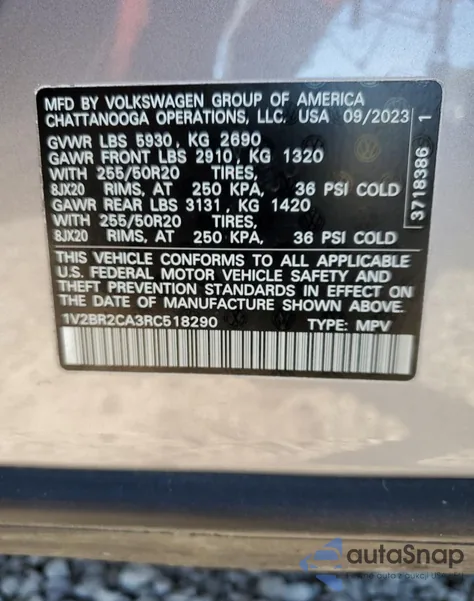 MFD BY VOLKSWAGEN GROUP OF AMERICA
CHATTANOOGA OPERATIONS, LLC. USA 09/2023
GVWR LBS 5930, KG 2690
GAWR FRONT LBS 2910, KG 1320
WITH 255/50R20 TIRES,
8JX20 RIMS, AT 250 KPA, 36 PSI COLD
GAWR REAR LBS 3131, KG 1420
WITH 255/50R20 TIRES,
8JX20 RIMS, AT 250 KPA, 36 PSI COLD
THIS VEHICLE CONFORMS TO ALL APPLICABLE
U.S. FEDERAL MOTOR VEHICLE SAFETY AND
THEFT PREVENTION STANDARDS IN EFFECT ON
THE DATE OF MANUFACTURE SHOWN ABOVE.
1V2BR2CA3RC518290 TYPE: MPV
3718386 1
autoSnap